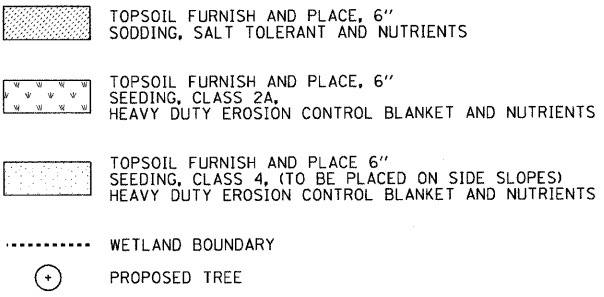 TOPSOIL FURNISH AND PLACE, 6"
SODDING, SALT TOLERANT AND NUTRIENTS
TOPSOIL FURNISH AND PLACE, 6"
SEEDING, CLASS 2A,
HEAVY DUTY EROSION CONTROL BLANKET AND NUTRIENTS
TOPSOIL FURNISH AND PLACE 6"
SEEDING, CLASS 4, (TO BE PLACED ON SIDE SLOPES)
HEAVY DUTY EROSION CONTROL BLANKET AND NUTRIENTS
WETLAND BOUNDARY
PROPOSED TREE